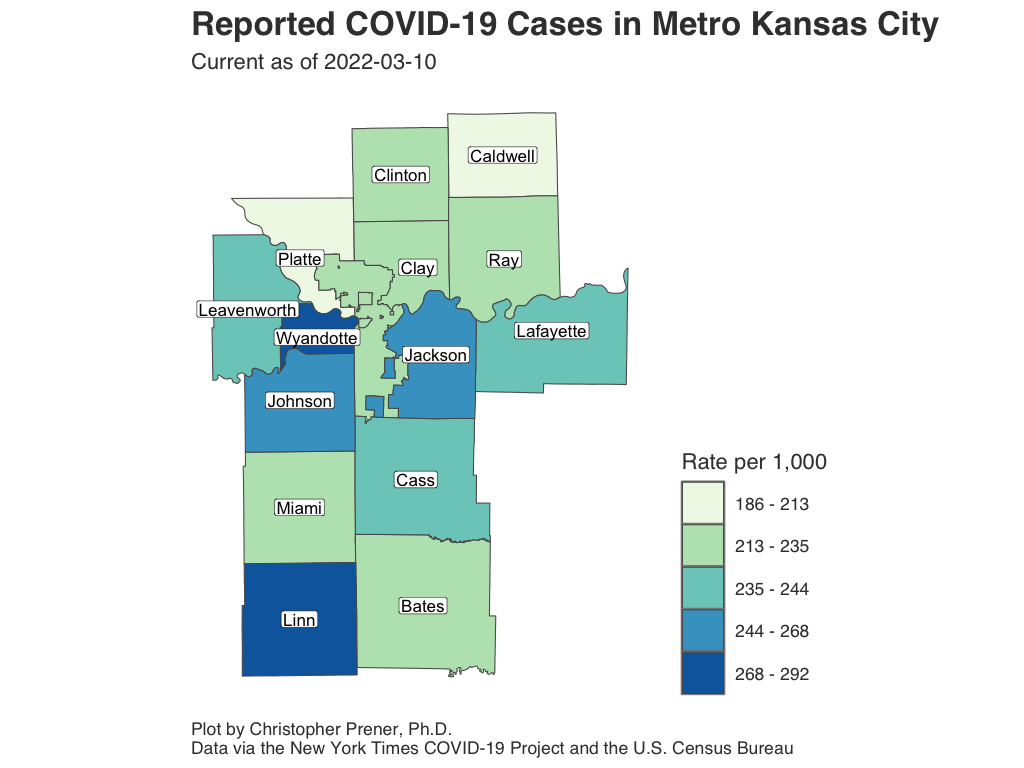 Reported COVID-19 Cases in Metro Kansas City
Current as of 2022-03-10
Caldwell
Clinton
Platte
Clay
Ray
Leavenworth
Wyandotte
Lafayette
Jackson
Johnson
Cass
Miami
Bates
Linn
Rate per 1,000
186 - 213
213 - 235
235 - 244
244 - 268
268 - 292
Plot by Christopher Prener, Ph.D.
Data via the New York Times COVID-19 Project and the U.S. Census Bureau